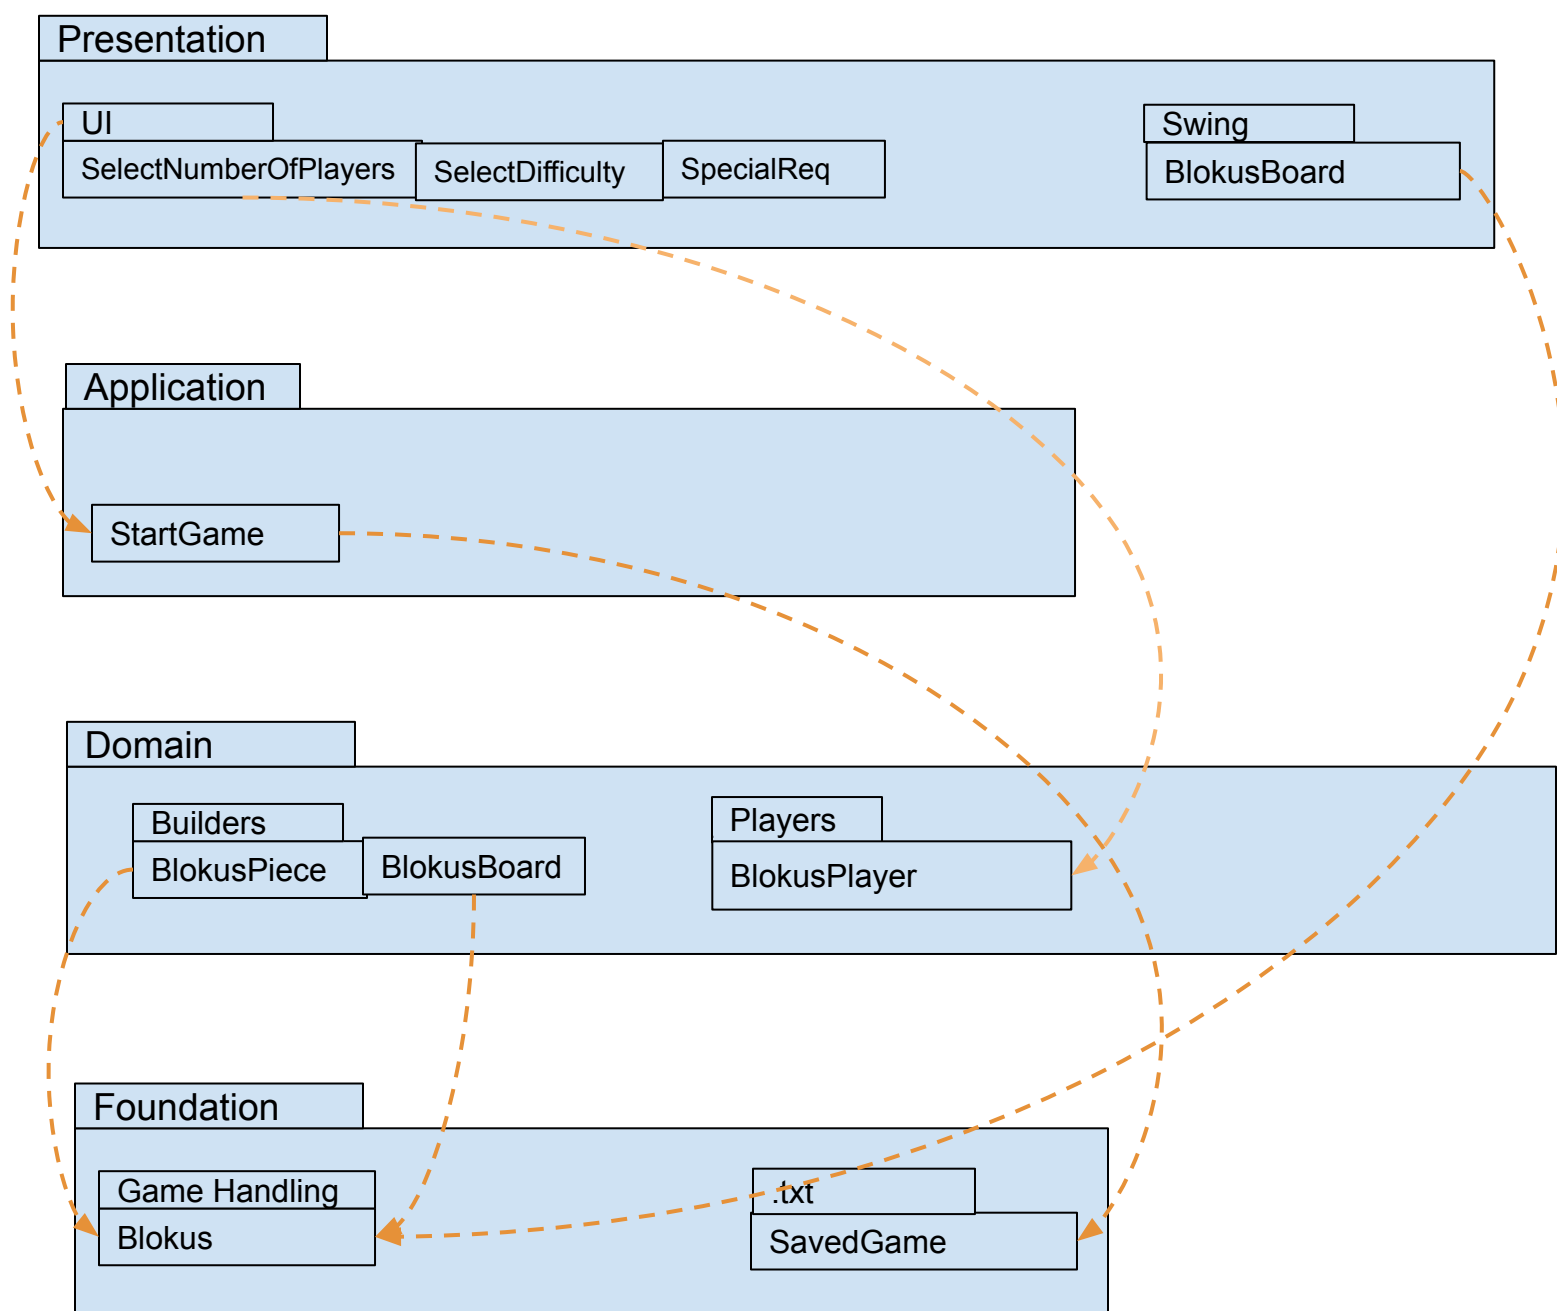 Presentation
UI
Swing
SelectNumberOfPlayers
SelectDifficulty
SpecialReq
BlokusBoard
Application
StartGame
Domain
Builders
Players
BlokusPiece
BlokusBoard
BlokusPlayer
Foundation
Game Handling
.txt
Blokus
SavedGame